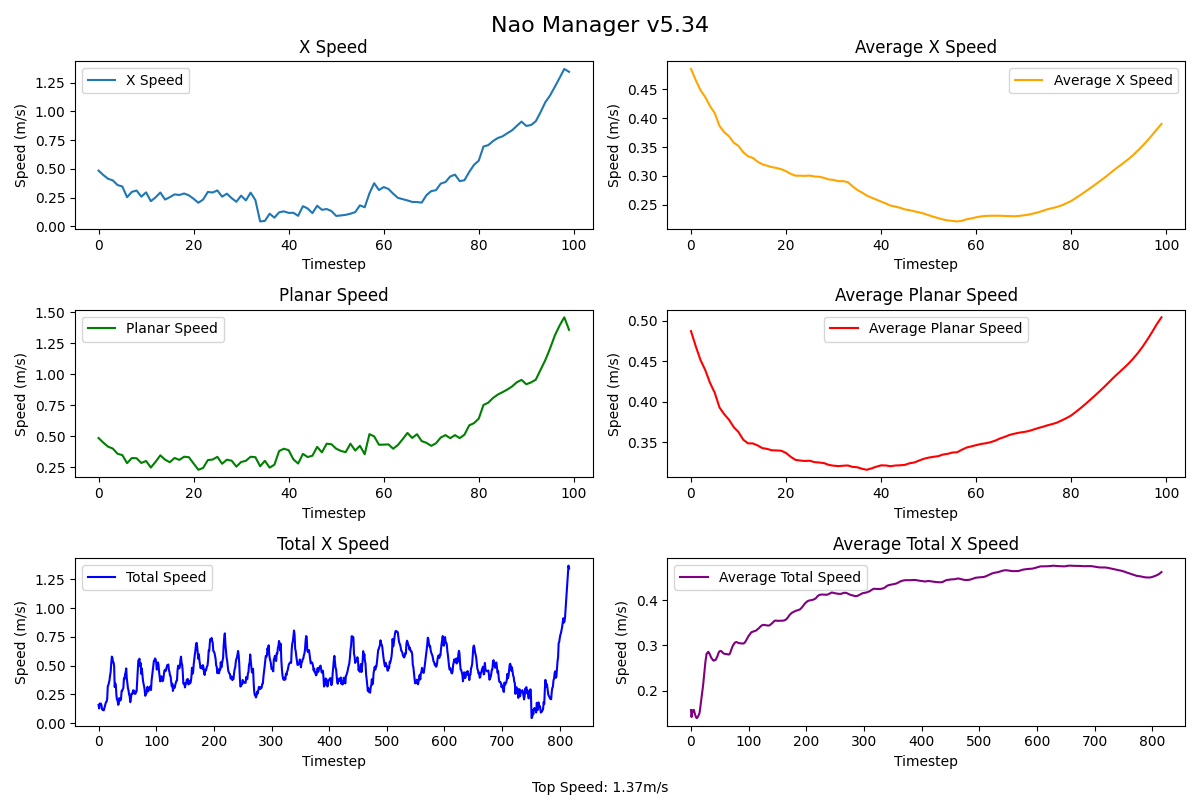 Nao Manager v5.34
X Speed
Speed (m/s)
1.25
1.00
0.75
0.50
0.25
0.00
X Speed
0 20 40 60 80 100
Timestep
Average X Speed
Speed (m/s)
0.45
0.40
0.35
0.30
0.25
Average X Speed
0 20 40 60 80 100
Timestep
Planar Speed
Speed (m/s)
1.50
1.25
1.00
0.75
0.50
0.25
Planar Speed
0 20 40 60 80 100
Timestep
Average Planar Speed
Speed (m/s)
0.50
0.45
0.40
0.35
Average Planar Speed
0 20 40 60 80 100
Timestep
Total X Speed
Speed (m/s)
1.25
1.00
0.75
0.50
0.25
0.00
Total Speed
0 100 200 300 400 500 600 700 800
Timestep
Average Total X Speed
Speed (m/s)
0.4
0.3
0.2
Average Total Speed
0 100 200 300 400 500 600 700 800
Timestep
Top Speed: 1.37m/s